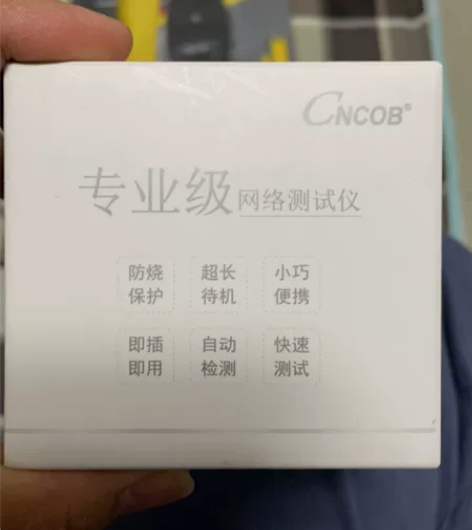 CNCOB®
专业级网络测试仪
防烧 超长 小巧
保护 待机 便携
即插 自动 快速
即用 检测 测试